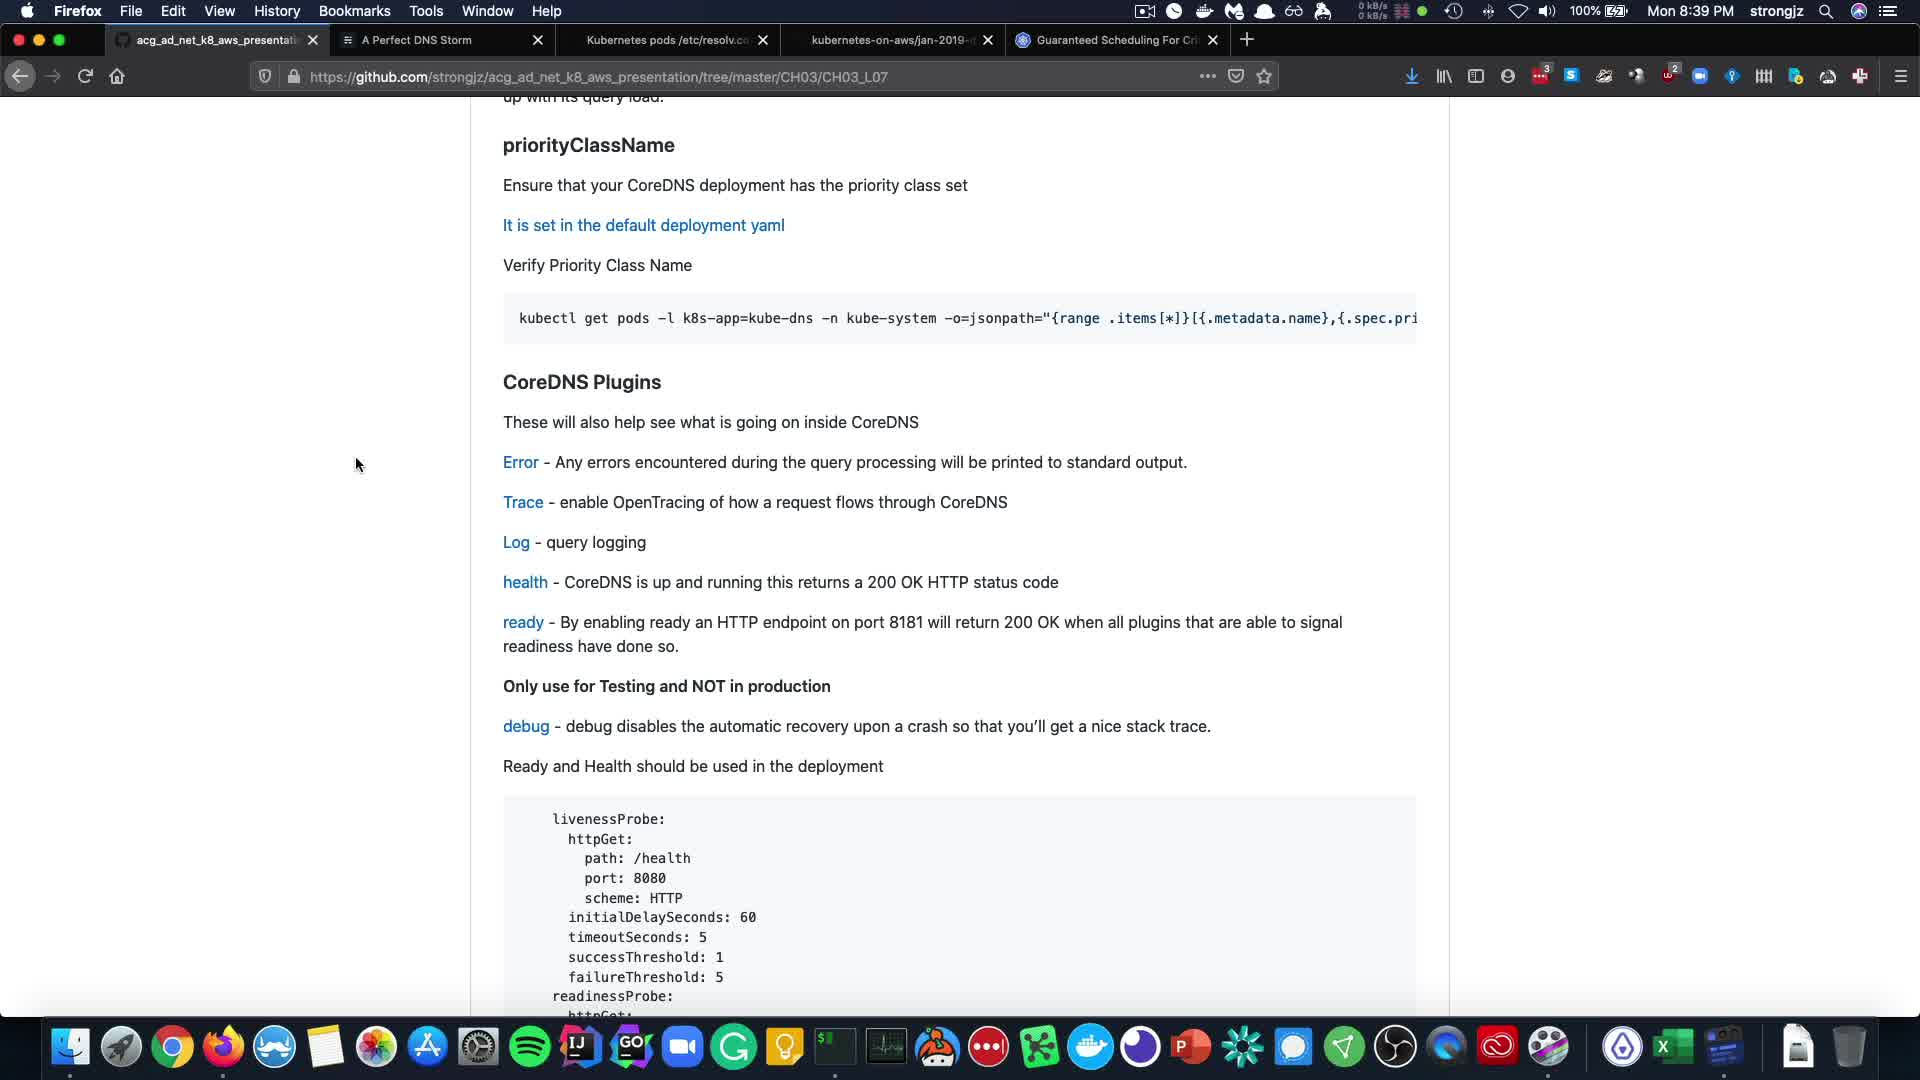 Firefox File Edit View History Bookmarks Tools Window Help
0 kB/s
0 kB/s
100%
Mon 8:39 PM strongjz
acg_ad_net_k8_aws_presentati
A Perfect DNS Storm
Kubernetes pods /etc/resolv.co
kubernetes-on-aws/jan-2019-
Guaranteed Scheduling For Cri
https://github.com/strongjz/acg_ad_net_k8_aws_presentation/tree/master/CH03/CH03_L07
3
2
up with its query load.
priorityClassName
Ensure that your CoreDNS deployment has the priority class set
It is set in the default deployment yaml
Verify Priority Class Name
kubectl get pods -l k8s-app=kube-dns -n kube-system -o=jsonpath="{range .items[*]}[{.metadata.name},{.spec.pri
CoreDNS Plugins
These will also help see what is going on inside CoreDNS
Error - Any errors encountered during the query processing will be printed to standard output.
Trace - enable OpenTracing of how a request flows through CoreDNS
Log - query logging
health - CoreDNS is up and running this returns a 200 OK HTTP status code
ready - By enabling ready an HTTP endpoint on port 8181 will return 200 OK when all plugins that are able to signal
readiness have done so.
Only use for Testing and NOT in production
debug - debug disables the automatic recovery upon a crash so that you’ll get a nice stack trace.
Ready and Health should be used in the deployment
livenessProbe:
httpGet:
path: /health
port: 8080
scheme: HTTP
initialDelaySeconds: 60
timeoutSeconds: 5
successThreshold: 1
failureThreshold: 5
readinessProbe:
httpGet:
IJ
GO
$
P
X